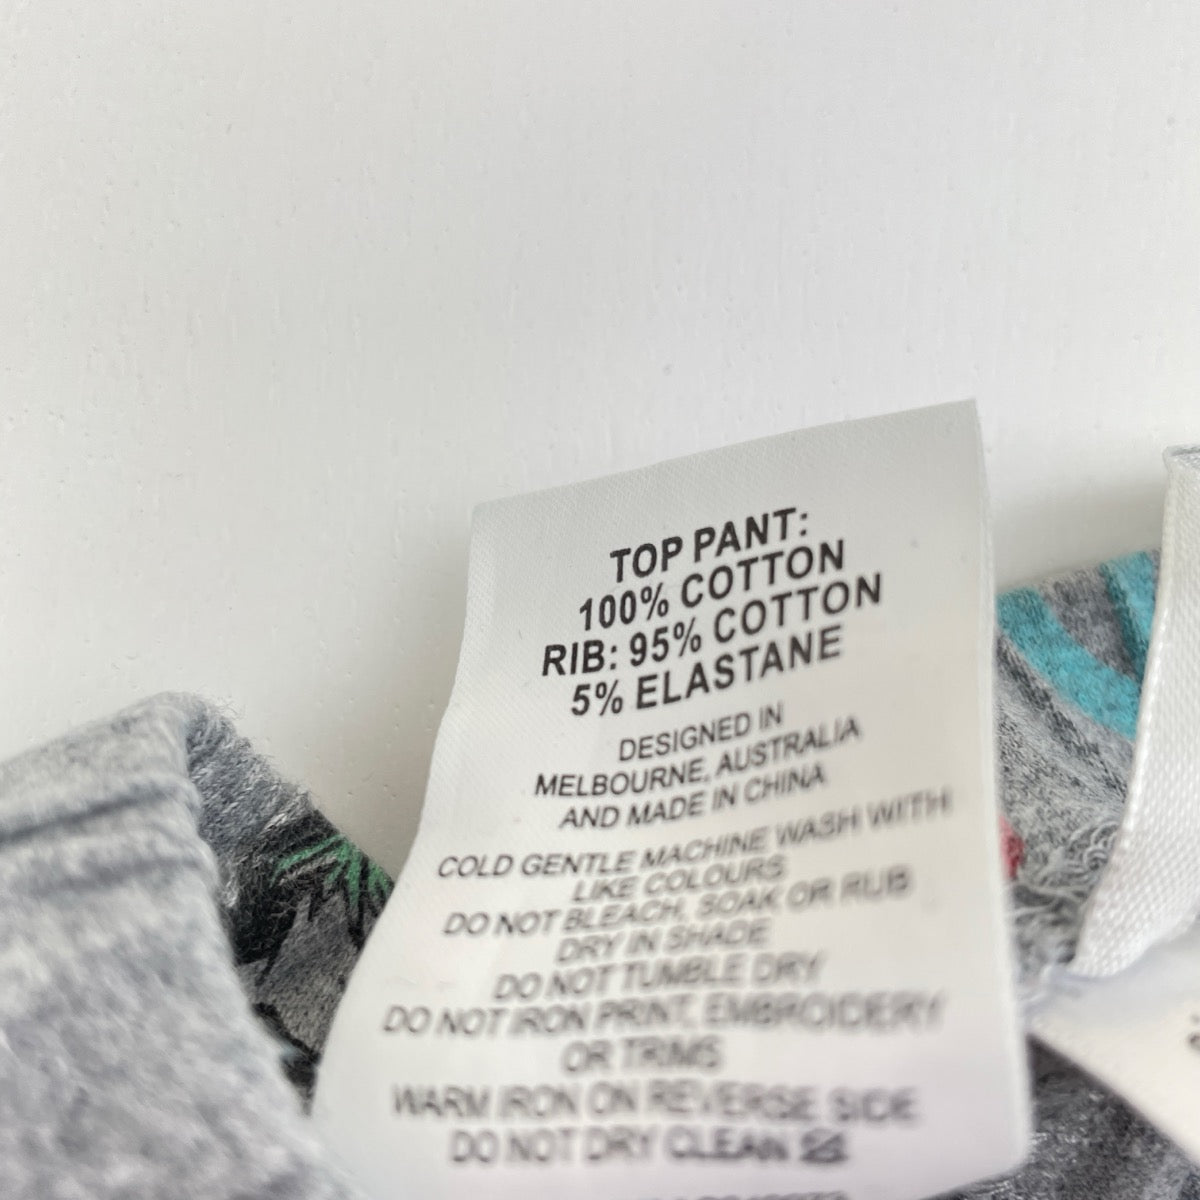 TOP PANT:
100% COTTON
RIB: 95% COTTON
5% ELASTANE
DESIGNED IN
MELBOURNE, AUSTRALIA
AND MADE IN CHINA
COLD GENTLE MACHINE WASH WITH
LIKE COLOURS
DO NOT BLEACH, SOAK OR RUB
DRY IN SHADE
DO NOT TUMBLE DRY
DO NOT IRON PRINT, EMBROIDERY
OR TRIMS
WARM IRON ON REVERSE SIDE
DO NOT DRY CLEAN